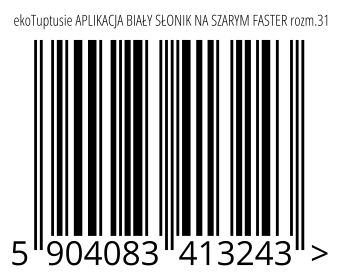 ekoTuptusie APLIKACJA BIAŁY SŁONIK NA SZARYM FASTER rozm.31
5 904083 413243 >